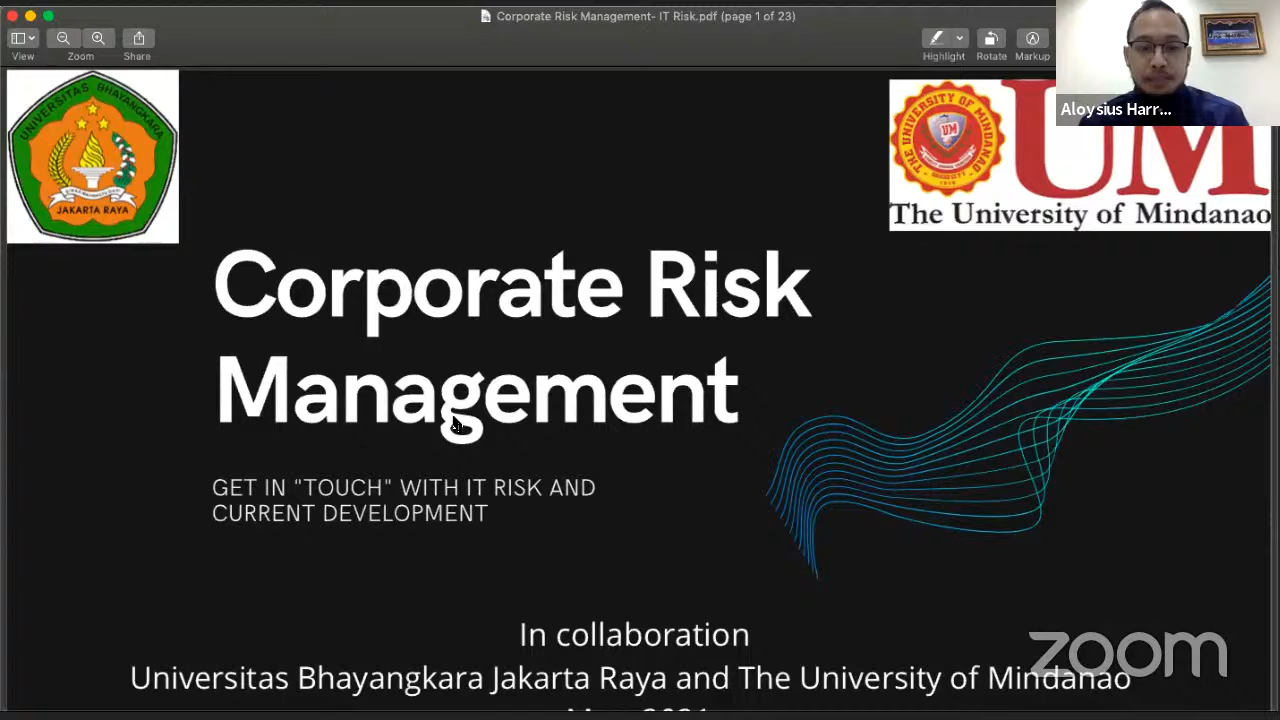 Corporate Risk Management- IT Risk.pdf (page 1 of 23)
View
Zoom
Share
Highlight
Rotate
Markup
Aloysius Harr...
UNIVERSITAS BHAYANGKARA
JAKARTA RAYA
THE UNIVERSITY OF MINDANAO
UM
UM
The University of Mindanao
Corporate Risk
Management
GET IN "TOUCH" WITH IT RISK AND
CURRENT DEVELOPMENT
In collaboration
Universitas Bhayangkara Jakarta Raya and The University of Mindanao
zoom